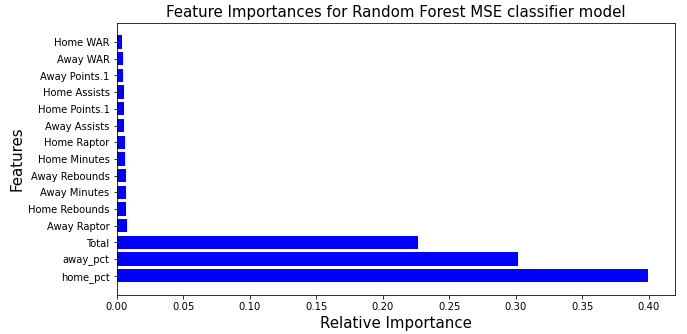 Feature Importances for Random Forest MSE classifier model
Features
Home WAR
Away WAR
Away Points.1
Home Assists
Home Points.1
Away Assists
Home Raptor
Home Minutes
Away Rebounds
Away Minutes
Home Rebounds
Away Raptor
Total
away_pct
home_pct
0.00 0.05 0.10 0.15 0.20 0.25 0.30 0.35 0.40
Relative Importance